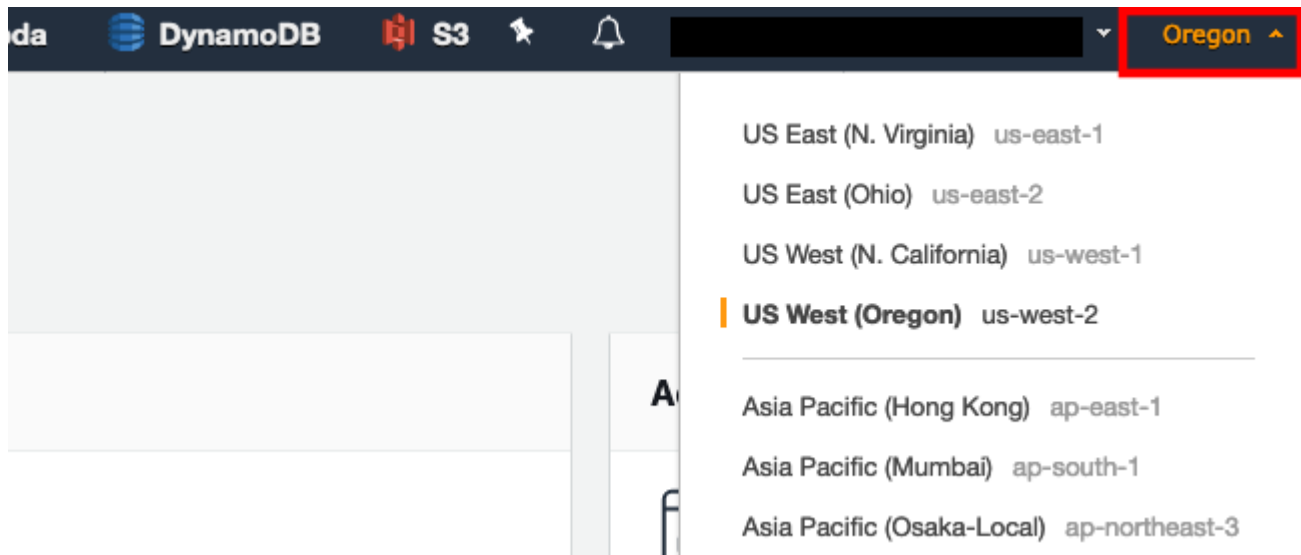 da DynamoDB S3 Oregon
US East (N. Virginia) us-east-1
US East (Ohio) us-east-2
US West (N. California) us-west-1
US West (Oregon) us-west-2
A
Asia Pacific (Hong Kong) ap-east-1
Asia Pacific (Mumbai) ap-south-1
Asia Pacific (Osaka-Local) ap-northeast-3